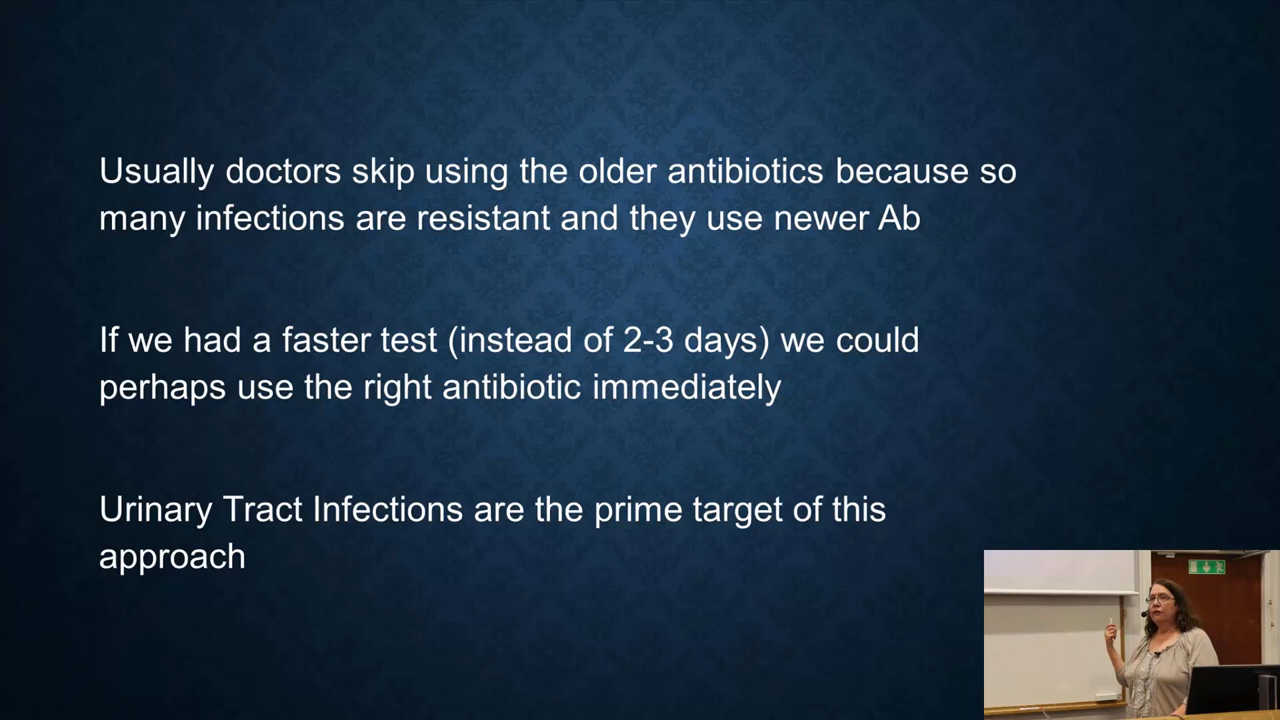 Usually doctors skip using the older antibiotics because so
many infections are resistant and they use newer Ab
If we had a faster test (instead of 2-3 days) we could
perhaps use the right antibiotic immediately
Urinary Tract Infections are the prime target of this
approach